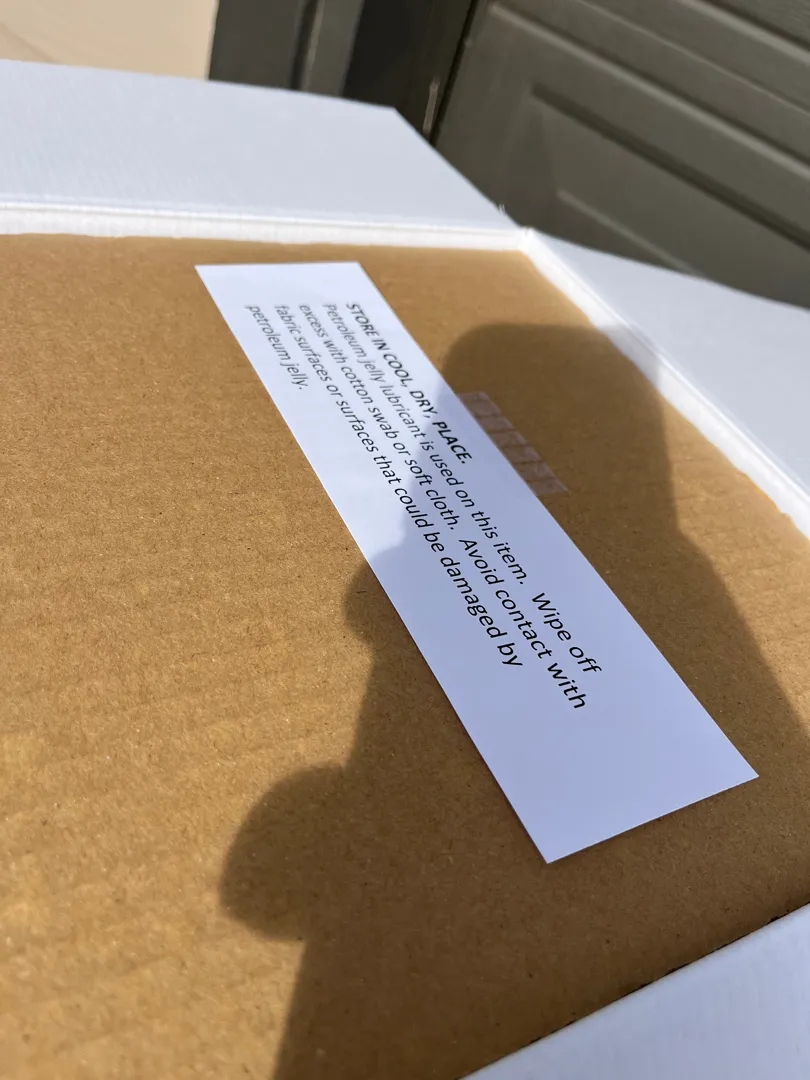 STORE IN COOL, DRY, PLACE.
Petroleum jelly lubricant is used on this item.  Wipe off
excess with cotton swab or soft cloth.  Avoid contact with
fabric surfaces or surfaces that could be damaged by
petroleum jelly.